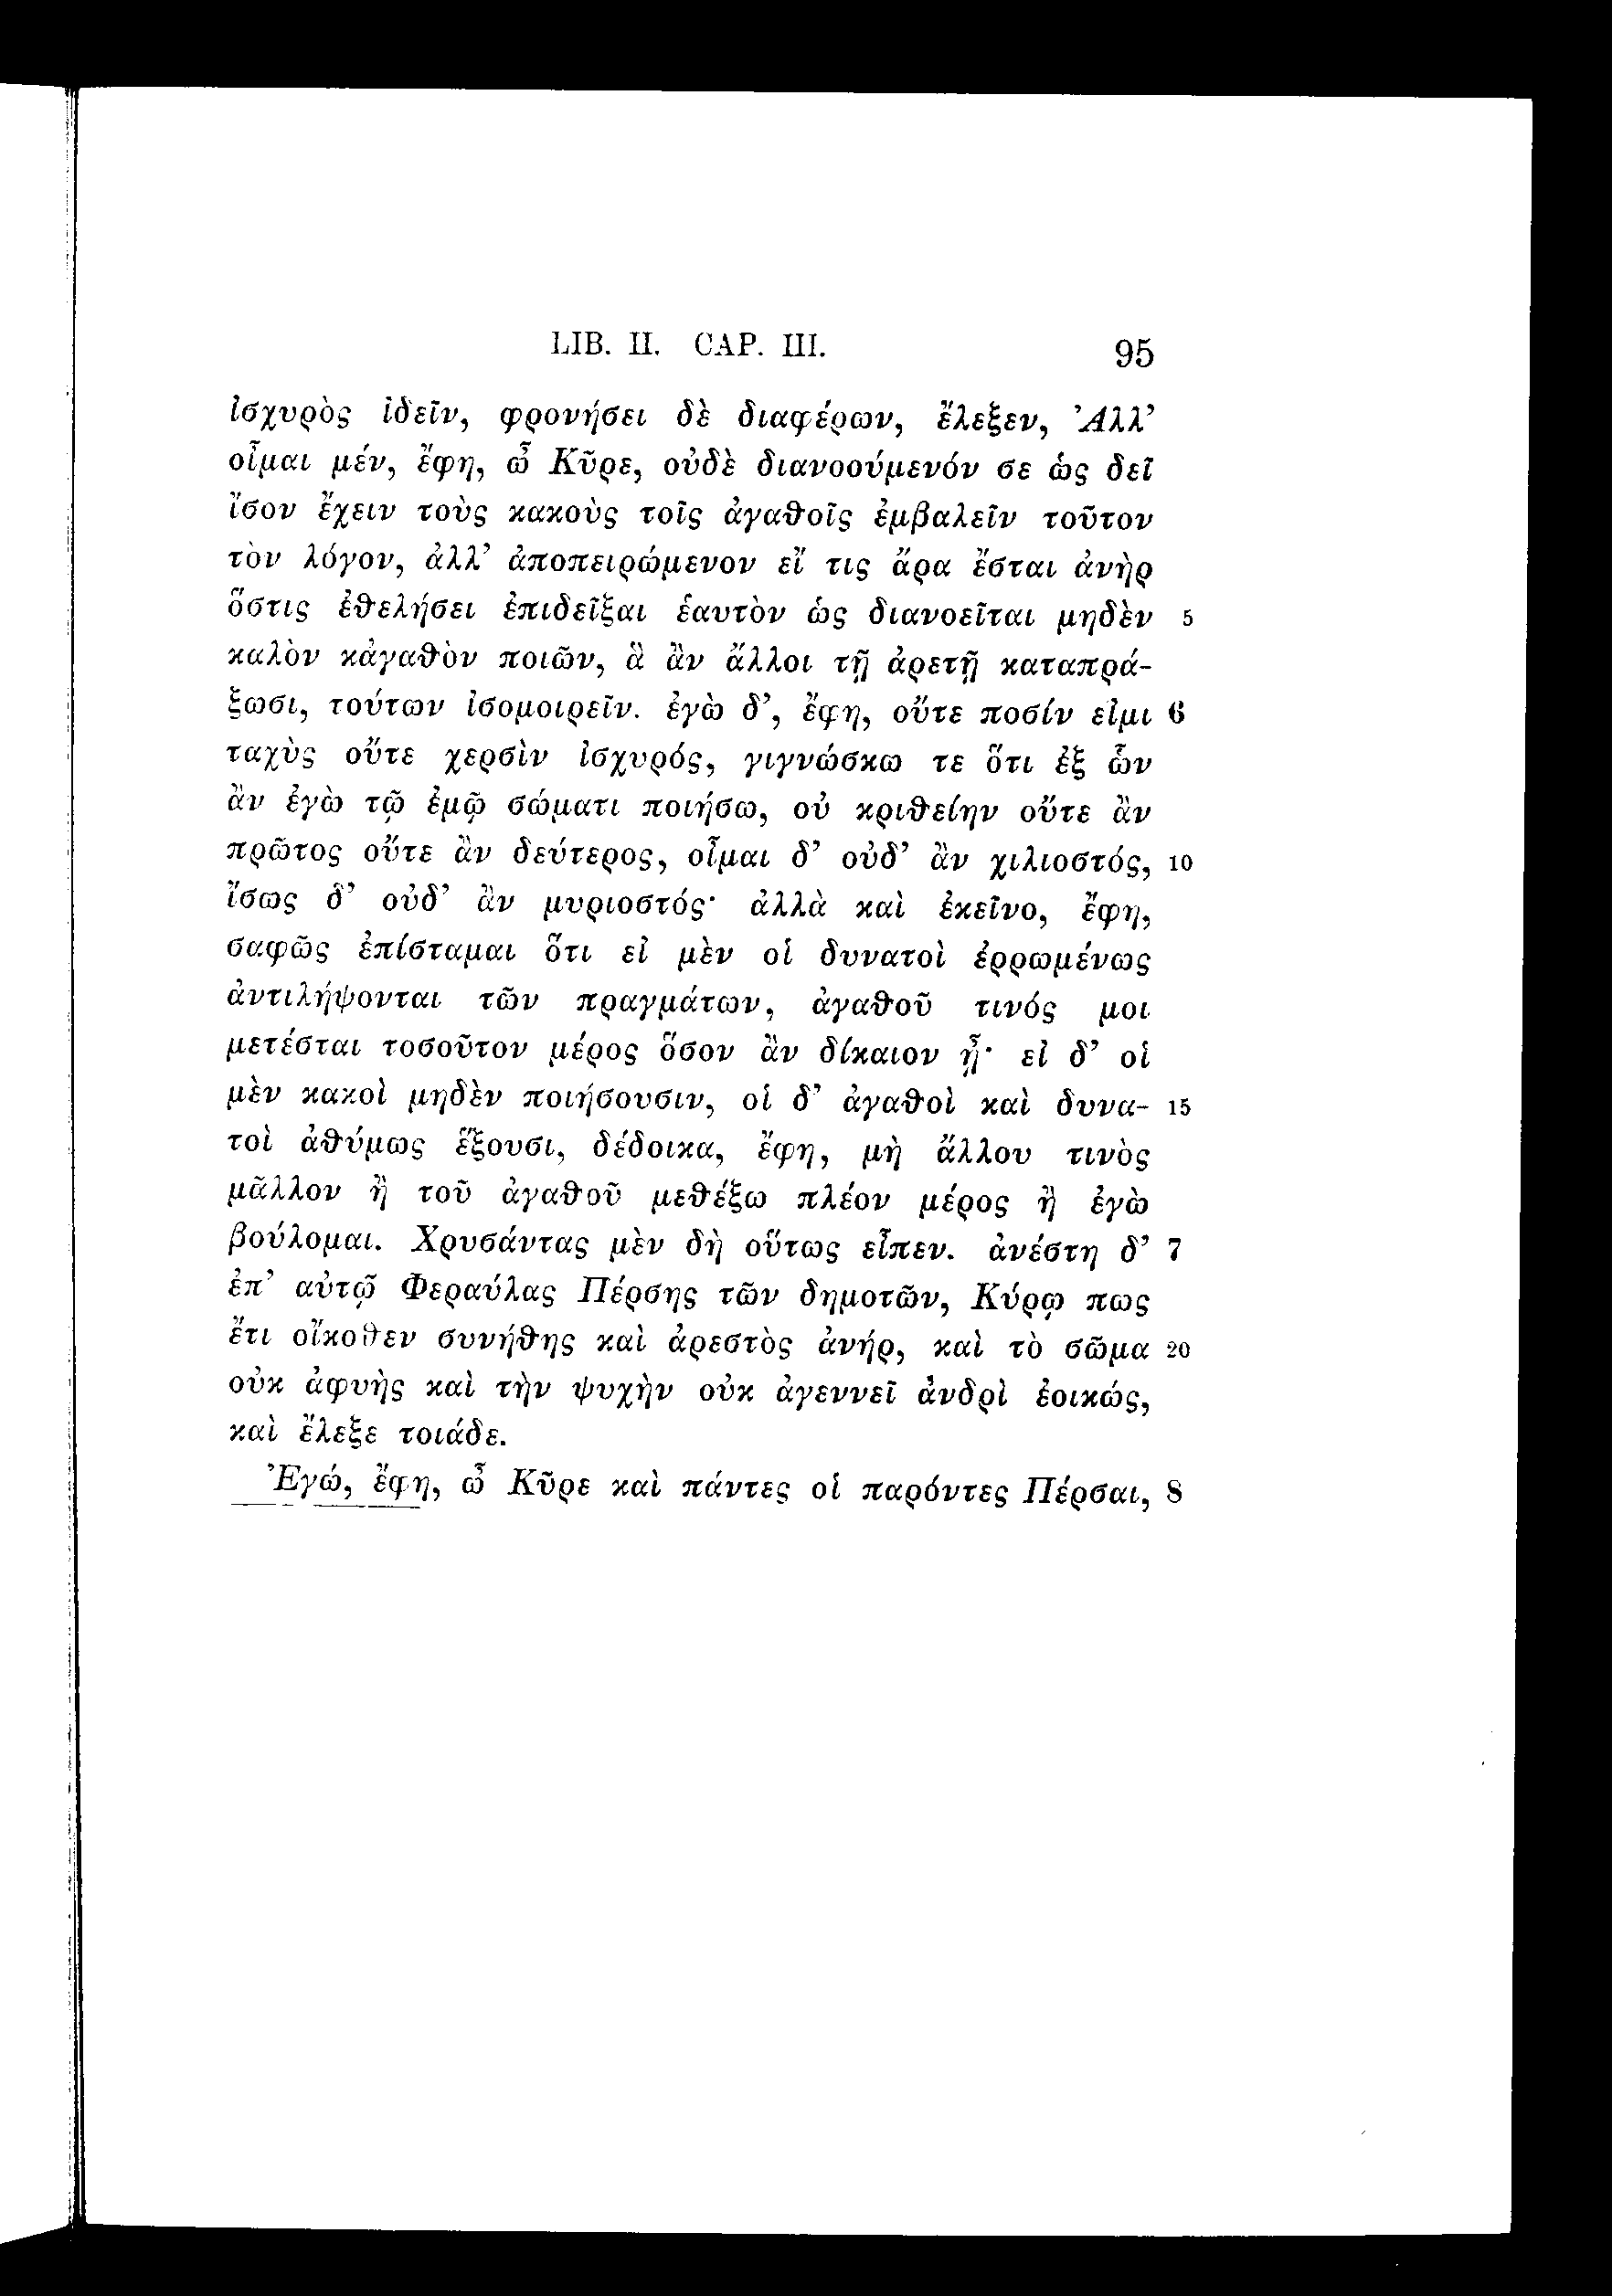 LIB. II. CAP. III. 95
ἰσχυρὸς ἰδεῖν, φρονήσει δὲ διαφέρων, ἔλεξεν, Ἀλλ’
οἶμαι μέν, ἔφη, ὦ Κῦρε, οὐδὲ διανοούμενόν σε ὡς δεῖ
ἴσον ἔχειν τοὺς κακοὺς τοῖς ἀγαθοῖς ἐμβαλεῖν τοῦτον
τὸν λόγον, ἀλλ’ ἀποπειρώμενον εἴ τις ἄρα ἔσται ἀνὴρ
ὅστις ἐθελήσει ἐπιδεῖξαι ἑαυτὸν ὡς διανοεῖται μηδὲν 5
καλὸν κἀγαθὸν ποιῶν, ἃ ἂν ἄλλοι τῇ ἀρετῇ καταπρά-
ξωσι, τούτων ἰσομοιρεῖν. ἐγὼ δ’, ἔφη, οὔτε ποσίν εἰμι 6
ταχὺς οὔτε χερσὶν ἰσχυρός, γιγνώσκω τε ὅτι ἐξ ὧν
ἂν ἐγὼ τῷ ἐμῷ σώματι ποιήσω, οὐ κριθείην οὔτε ἂν
πρῶτος οὔτε ἂν δεύτερος, οἶμαι δ’ οὐδ’ ἂν χιλιοστός, 10
ἴσως δ’ οὐδ’ ἂν μυριοστός· ἀλλὰ καὶ ἐκεῖνο, ἔφη,
σαφῶς ἐπίσταμαι ὅτι εἰ μὲν οἱ δυνατοὶ ἐρρωμένως
ἀντιλήψονται τῶν πραγμάτων, ἀγαθοῦ τινός μοι
μετέσται τοσοῦτον μέρος ὅσον ἂν δίκαιον ᾖ· εἰ δ’ οἱ
μὲν κακοὶ μηδὲν ποιήσουσιν, οἱ δ’ ἀγαθοὶ καὶ δυνα- 15
τοὶ ἀθύμως ἕξουσι, δέδοικα, ἔφη, μὴ ἄλλου τινὸς
μᾶλλον ἢ τοῦ ἀγαθοῦ μεθέξω πλέον μέρος ἢ ἐγὼ
βούλομαι. Χρυσάντας μὲν δὴ οὕτως εἶπεν. ἀνέστη δ’ 7
ἐπ’ αὐτῷ Φεραύλας Πέρσης τῶν δημοτῶν, Κύρῳ πως
ἔτι οἴκοθεν συνήθης καὶ ἀρεστὸς ἀνήρ, καὶ τὸ σῶμα 20
οὐκ ἀφυὴς καὶ τὴν ψυχὴν οὐκ ἀγεννεῖ ἀνδρὶ ἐοικώς,
καὶ ἔλεξε τοιάδε.
Ἐγώ, ἔφη, ὦ Κῦρε καὶ πάντες οἱ παρόντες Πέρσαι, 8